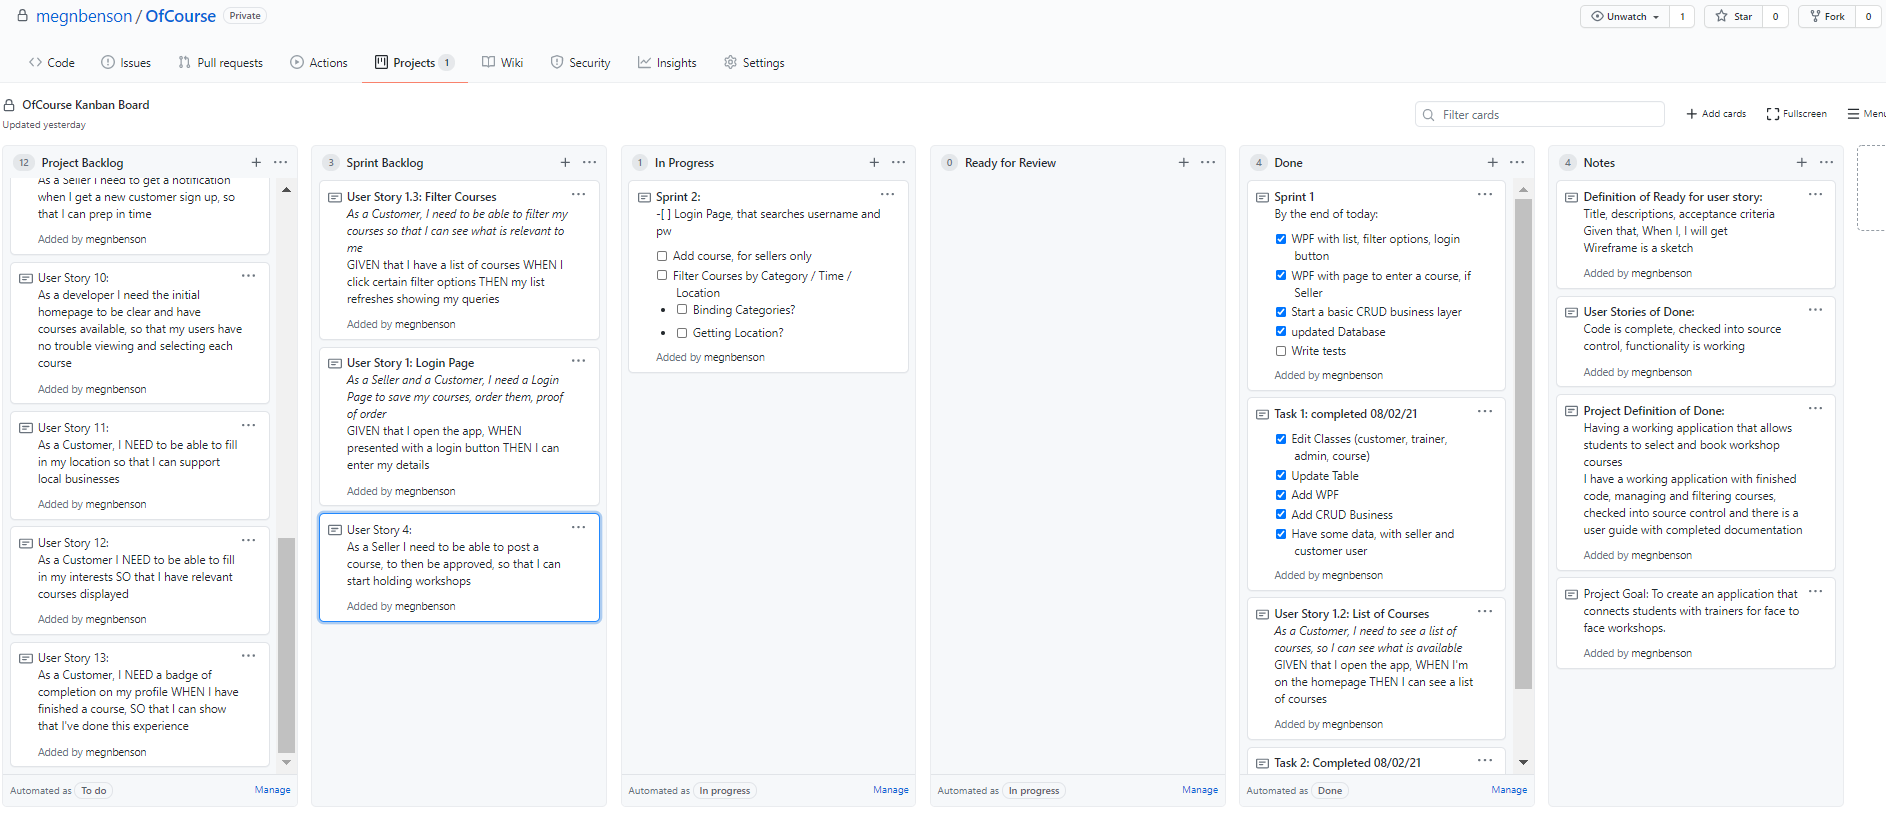 megnbenson / OfCourse Private
Unwatch 1 Star 0 Fork 0
Code Issues Pull requests Actions Projects 1 Wiki Security Insights Settings
OfCourse Kanban Board
Updated yesterday
Filter cards
Add cards Fullscreen Menu
12 Project Backlog
As a Seller I need to get a notification
when I get a new customer sign up, so
that I can prep in time
Added by megnbenson
User Story 10:
As a developer I need the initial
homepage to be clear and have
courses available, so that my users have
no trouble viewing and selecting each
course
Added by megnbenson
User Story 11:
As a Customer, I NEED to be able to fill
in my location so that I can support
local businesses
Added by megnbenson
User Story 12:
As a Customer I NEED to be able to fill
in my interests SO that I have relevant
courses displayed
Added by megnbenson
User Story 13:
As a Customer, I NEED a badge of
completion on my profile WHEN I have
finished a course, SO that I can show
that I've done this experience
Added by megnbenson
Automated as To do Manage
3 Sprint Backlog
User Story 1.3: Filter Courses
As a Customer, I need to be able to filter my
courses so that I can see what is relevant to
me
GIVEN that I have a list of courses WHEN I
click certain filter options THEN my list
refreshes showing my queries
Added by megnbenson
User Story 1: Login Page
As a Seller and a Customer, I need a Login
Page to save my courses, order them, proof
of order
GIVEN that I open the app, WHEN
presented with a login button THEN I can
enter my details
Added by megnbenson
User Story 4:
As a Seller I need to be able to post a
course, to then be approved, so that I can
start holding workshops
Added by megnbenson
1 In Progress
Sprint 2:
-[ ] Login Page, that searches username and
pw
Add course, for sellers only
Filter Courses by Category / Time /
Location
Binding Categories?
Getting Location?
Added by megnbenson
Automated as In progress Manage
0 Ready for Review
Automated as In progress Manage
4 Done
Sprint 1
By the end of today:
WPF with list, filter options, login
button
WPF with page to enter a course, if
Seller
Start a basic CRUD business layer
updated Database
Write tests
Added by megnbenson
Task 1: completed 08/02/21
Edit Classes (customer, trainer,
admin, course)
Update Table
Add WPF
Add CRUD Business
Have some data, with seller and
customer user
Added by megnbenson
User Story 1.2: List of Courses
As a Customer, I need to see a list of
courses, so I can see what is available
GIVEN that I open the app, WHEN I'm
on the homepage THEN I can see a list
of courses
Added by megnbenson
Task 2: Completed 08/02/21
Automated as Done Manage
4 Notes
Definition of Ready for user story:
Title, descriptions, acceptance criteria
Given that, When I, I will get
Wireframe is a sketch
Added by megnbenson
User Stories of Done:
Code is complete, checked into source
control, functionality is working
Added by megnbenson
Project Definition of Done:
Having a working application that allows
students to select and book workshop
courses
I have a working application with finished
code, managing and filtering courses,
checked into source control and there is a
user guide with completed documentation
Added by megnbenson
Project Goal: To create an application that
connects students with trainers for face to
face workshops.
Added by megnbenson